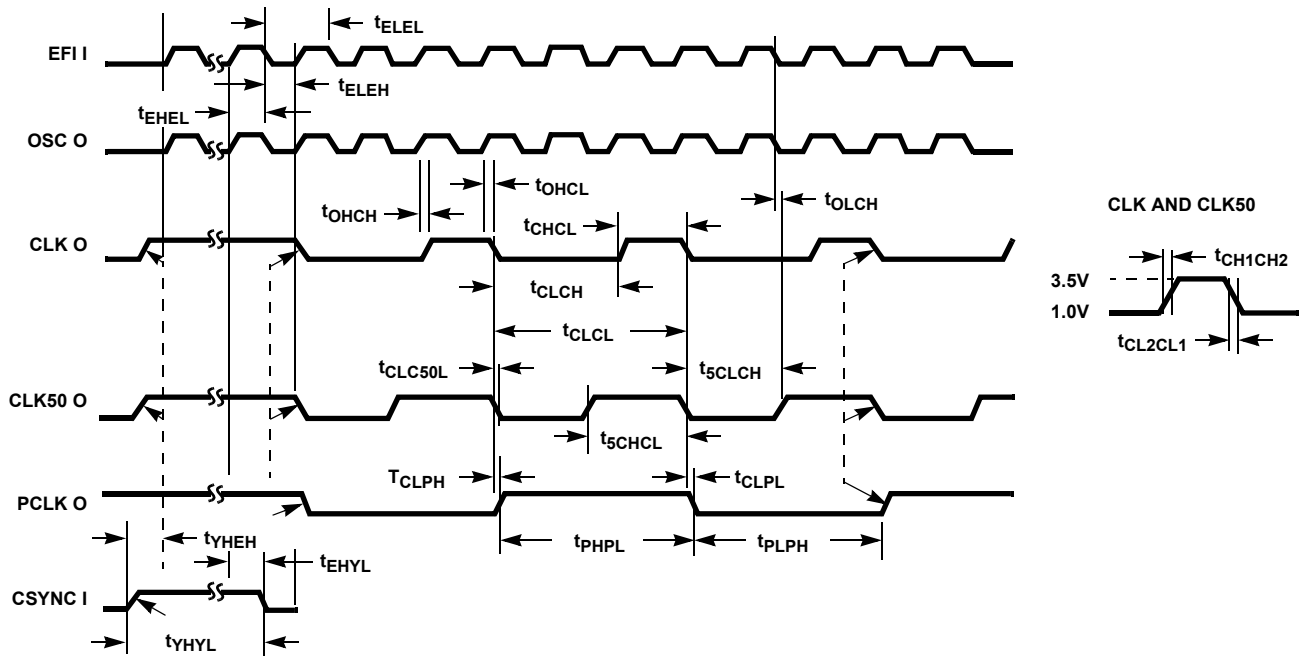 tELEL
EFI I
tELEH
tEHEL
OSC O
tOHCL
tOHCH
tOLCH
CLK AND CLK50
tCHCL
CLK O
tCH1CH2
3.5V
tCLCH
1.0V
tCLCL
tCL2CL1
tCLC50L
t5CLCH
CLK50 O
t5CHCL
TCLPH
tCLPL
PCLK O
tYHEH
tPHPL
tPLPH
tEHYL
CSYNC I
tYHYL